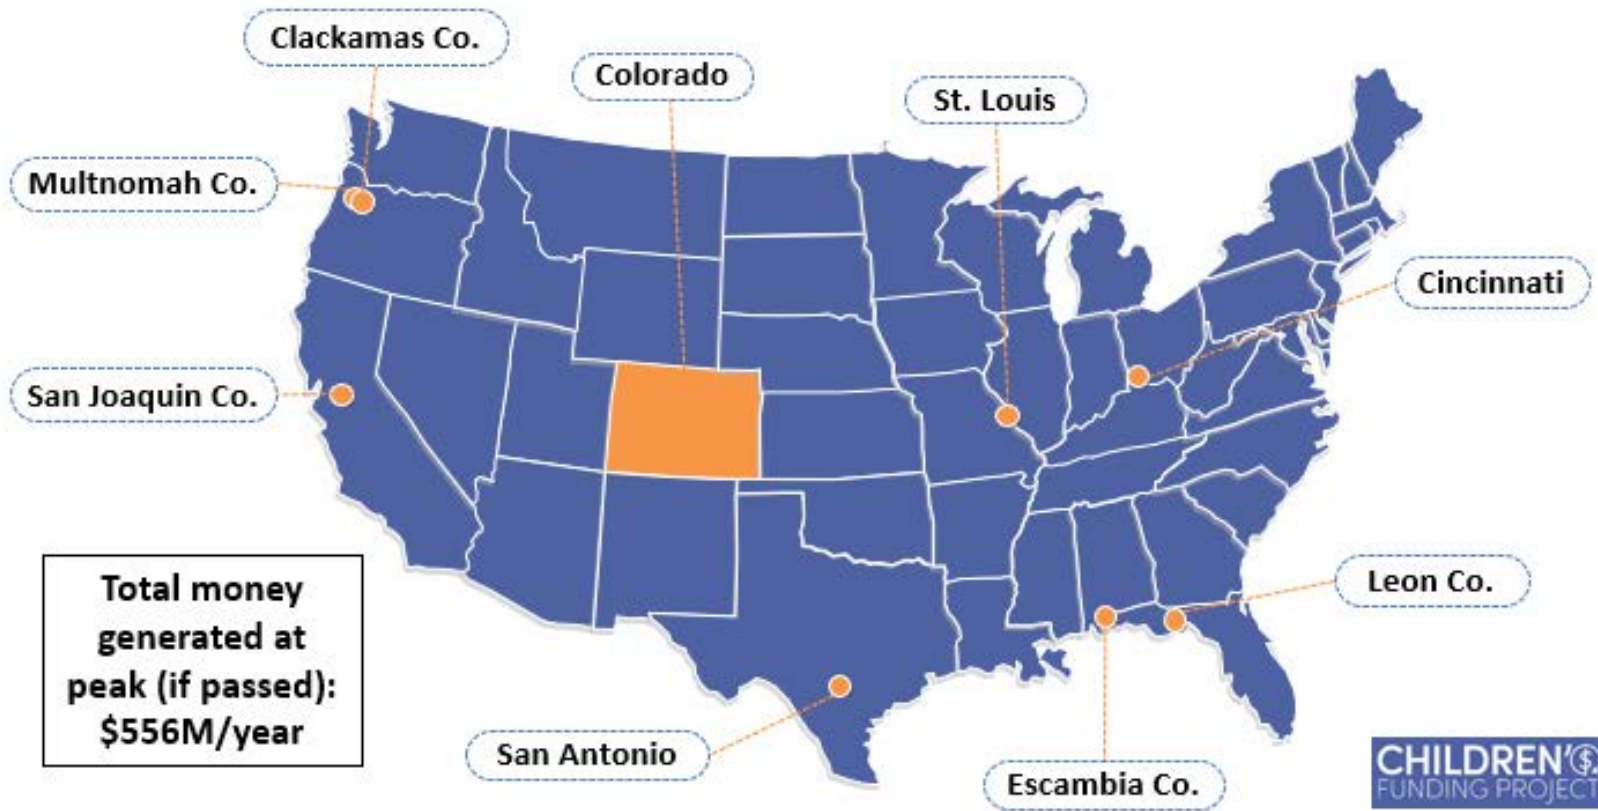 Clackamas Co.
Colorado
St. Louis
Multnomah Co.
Cincinnati
San Joaquin Co.
Leon Co.
Total money
generated at
peak (if passed):
$556M/year
San Antonio
Escambia Co.
CHILDREN'$
FUNDING PROJECT